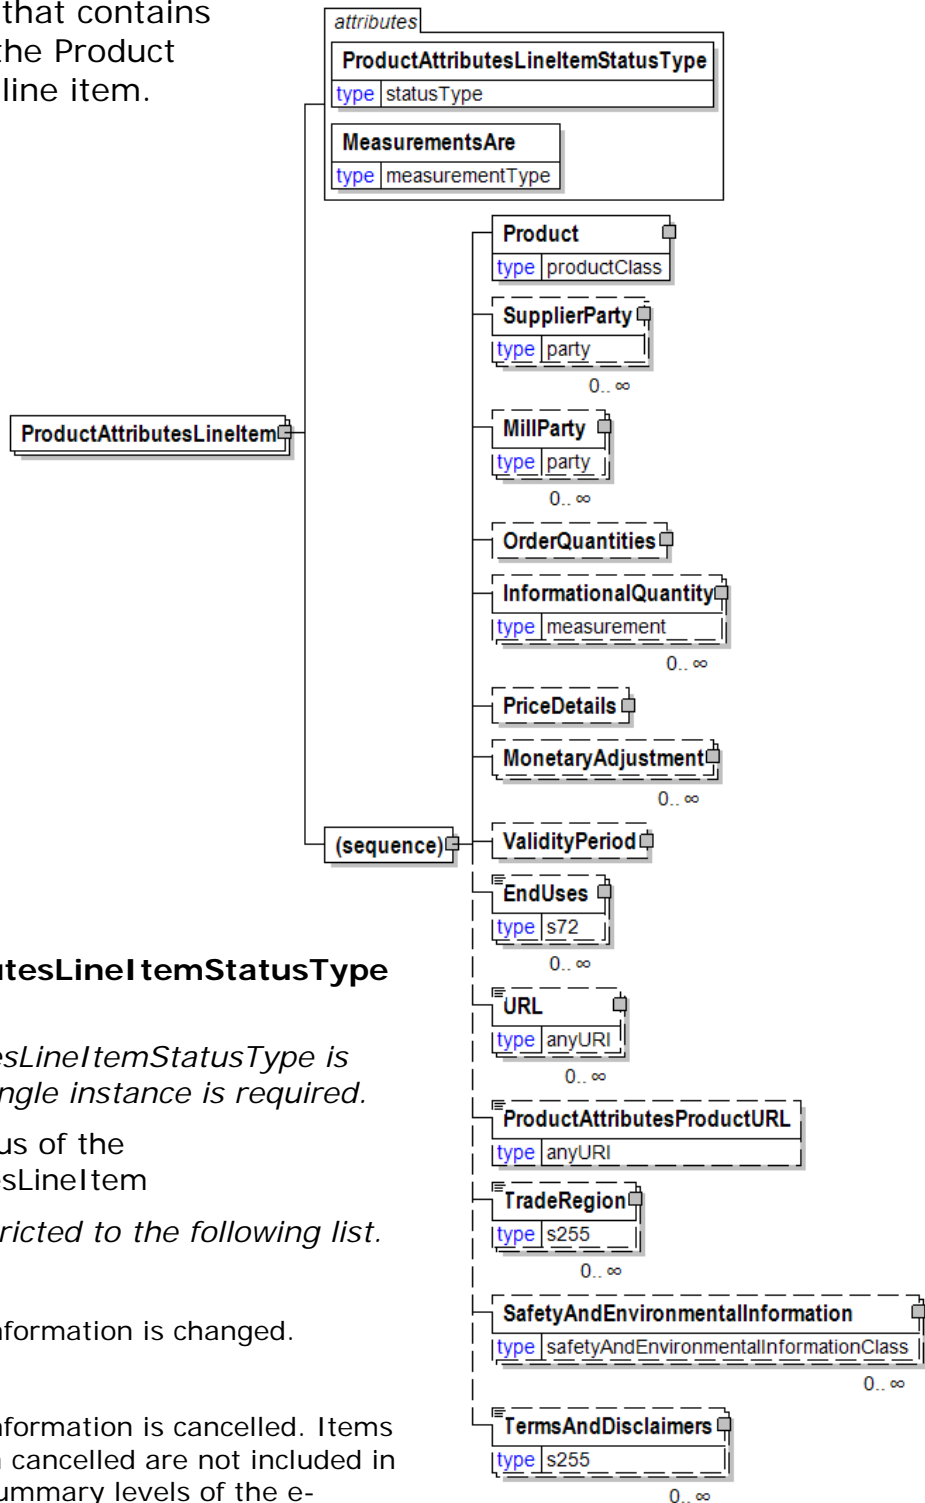 that contains
the Product
line item.
attributes
ProductAttributesLineItemStatusType
type statusType
MeasurementsAre
type measurementType
Product
type productClass
SupplierParty
type party
0.. ∞
ProductAttributesLineItem
MillParty
type party
0.. ∞
OrderQuantities
InformationalQuantity
type measurement
0.. ∞
PriceDetails
MonetaryAdjustment
0.. ∞
(sequence)
ValidityPeriod
EndUses
type s72
0.. ∞
utesLineItemStatusType
URL
type anyURI
0.. ∞
esLineItemStatusType is
ngle instance is required.
ProductAttributesProductURL
type anyURI
us of the
esLineItem
TradeRegion
type s255
0.. ∞
ricted to the following list.
SafetyAndEnvironmentalInformation
type safetyAndEnvironmentalInformationClass
0.. ∞
nformation is changed.
TermsAndDisclaimers
type s255
0.. ∞
nformation is cancelled. Items
n cancelled are not included in
ummary levels of the e-